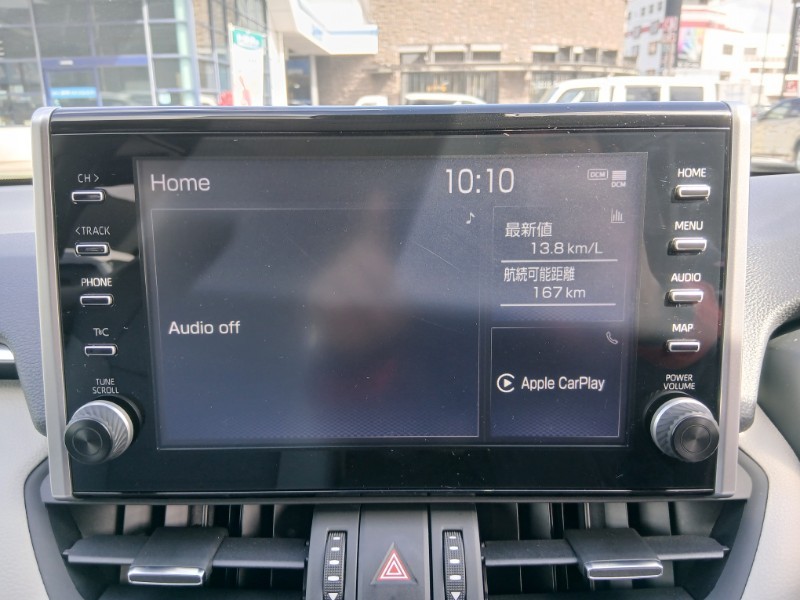 CH >
<TRACK
PHONE
T\C
TUNE
SCROLL
Home
10:10
DCM
DCM
Audio off
最新値
13.8 km/L
航続可能距離
167 km
Apple CarPlay
HOME
MENU
AUDIO
MAP
POWER
VOLUME